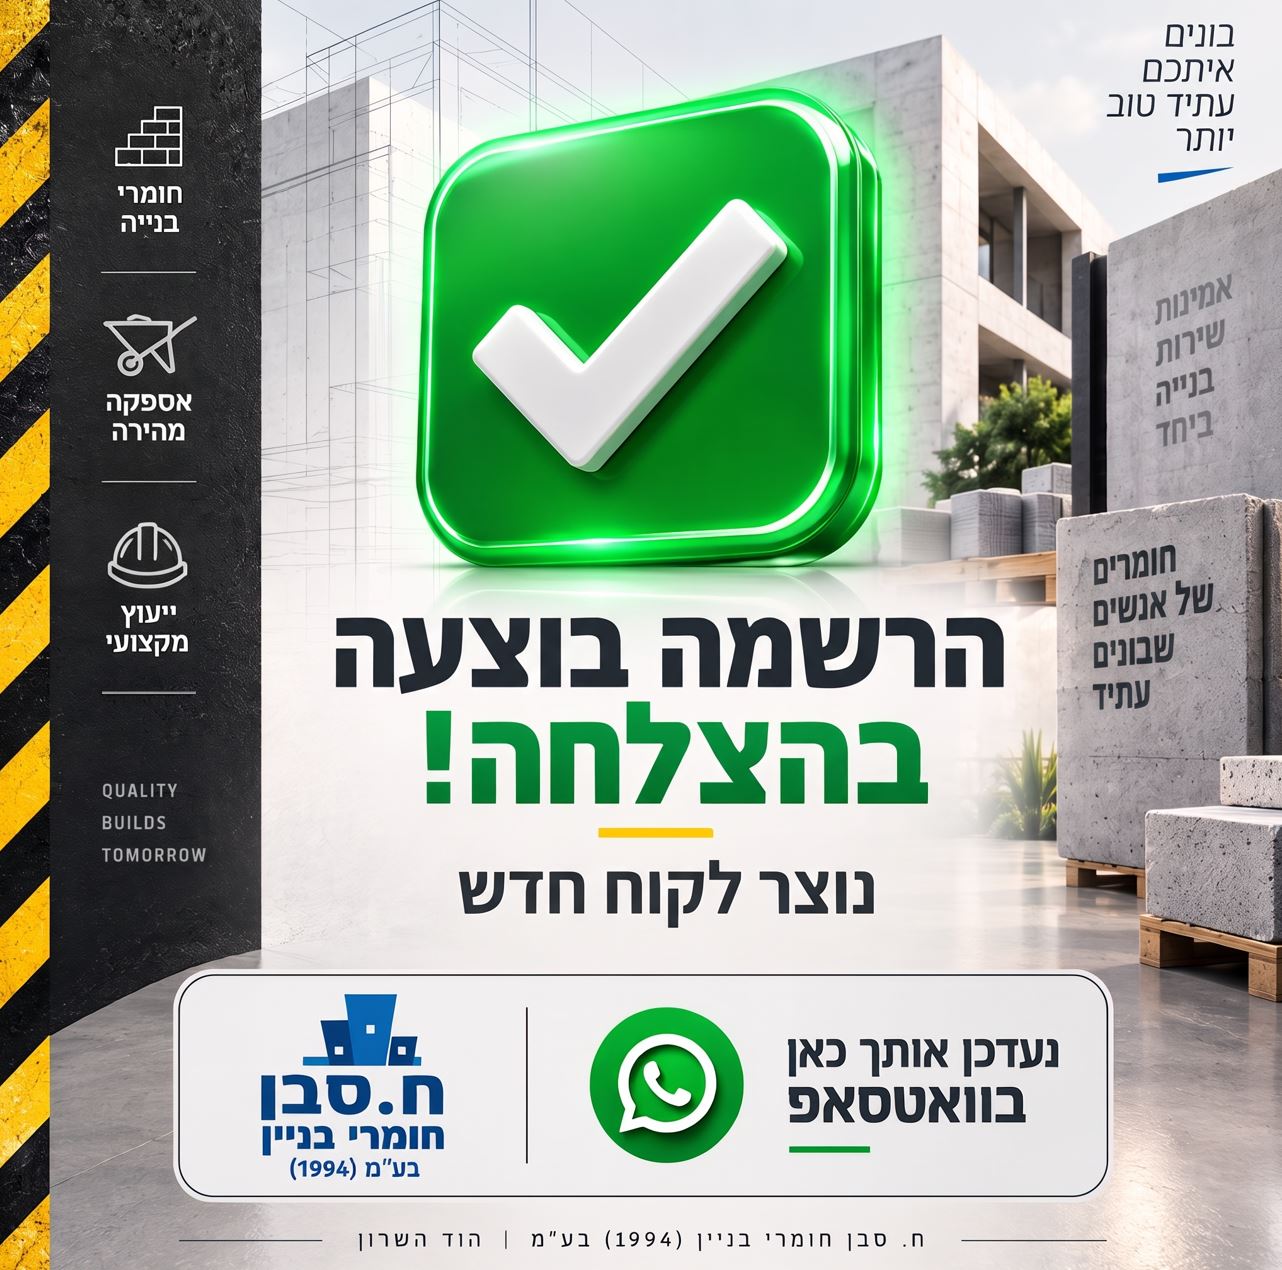 בונים
איתכם
עתיד טוב
יותר
חומרי
בנייה
אספקה
מהירה
ייעוץ
מקצועי
QUALITY
BUILDS
TOMORROW
אמינות
שירות
בנייה
ביחד
חומרים
של אנשים
שבונים
עתיד
הרשמה בוצעה
בהצלחה!
נוצר לקוח חדש
נעדכן אותך כאן
בוואטסאפ
ח.סבן
חומרי בניין
בע"מ (1994)
ח. סבן חומרי בניין (1994) בע"מ | הוד השרון